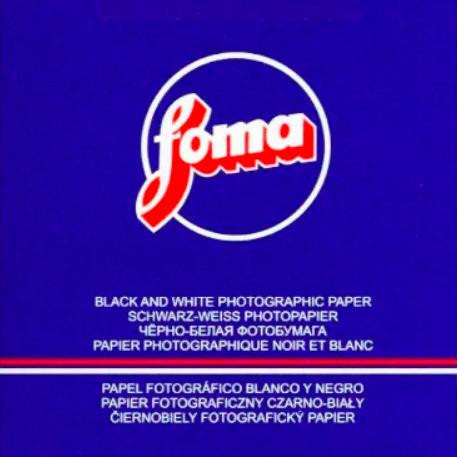 foma
BLACK AND WHITE PHOTOGRAPHIC PAPER
SCHWARZ-WEISS PHOTOPAPIER
ЧЁРНО-БЕЛАЯ ФОТОБУМАГА
PAPIER PHOTOGRAPHIQUE NOIR ET BLANC
PAPEL FOTOGRÁFICO BLANCO Y NEGRO
PAPIER FOTOGRAFICZNY CZARNO-BIAŁY
ČIERNOBIELY FOTOGRAFICKÝ PAPIER